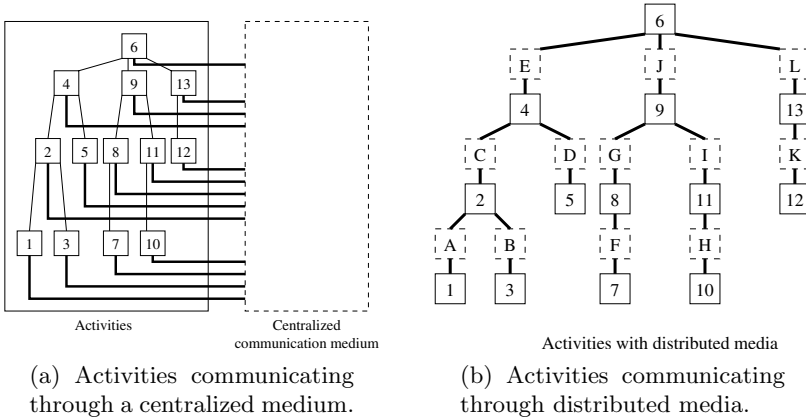 6
4 9 13
2 5 8 11 12
1 3 7 10
Activities
Centralized
communication medium
(a) Activities communicating
through a centralized medium.
6
E J L
4 9 13
C D G I K
2 5 8 11 12
A B F H
1 3 7 10
Activities with distributed media
(b) Activities communicating
through distributed media.